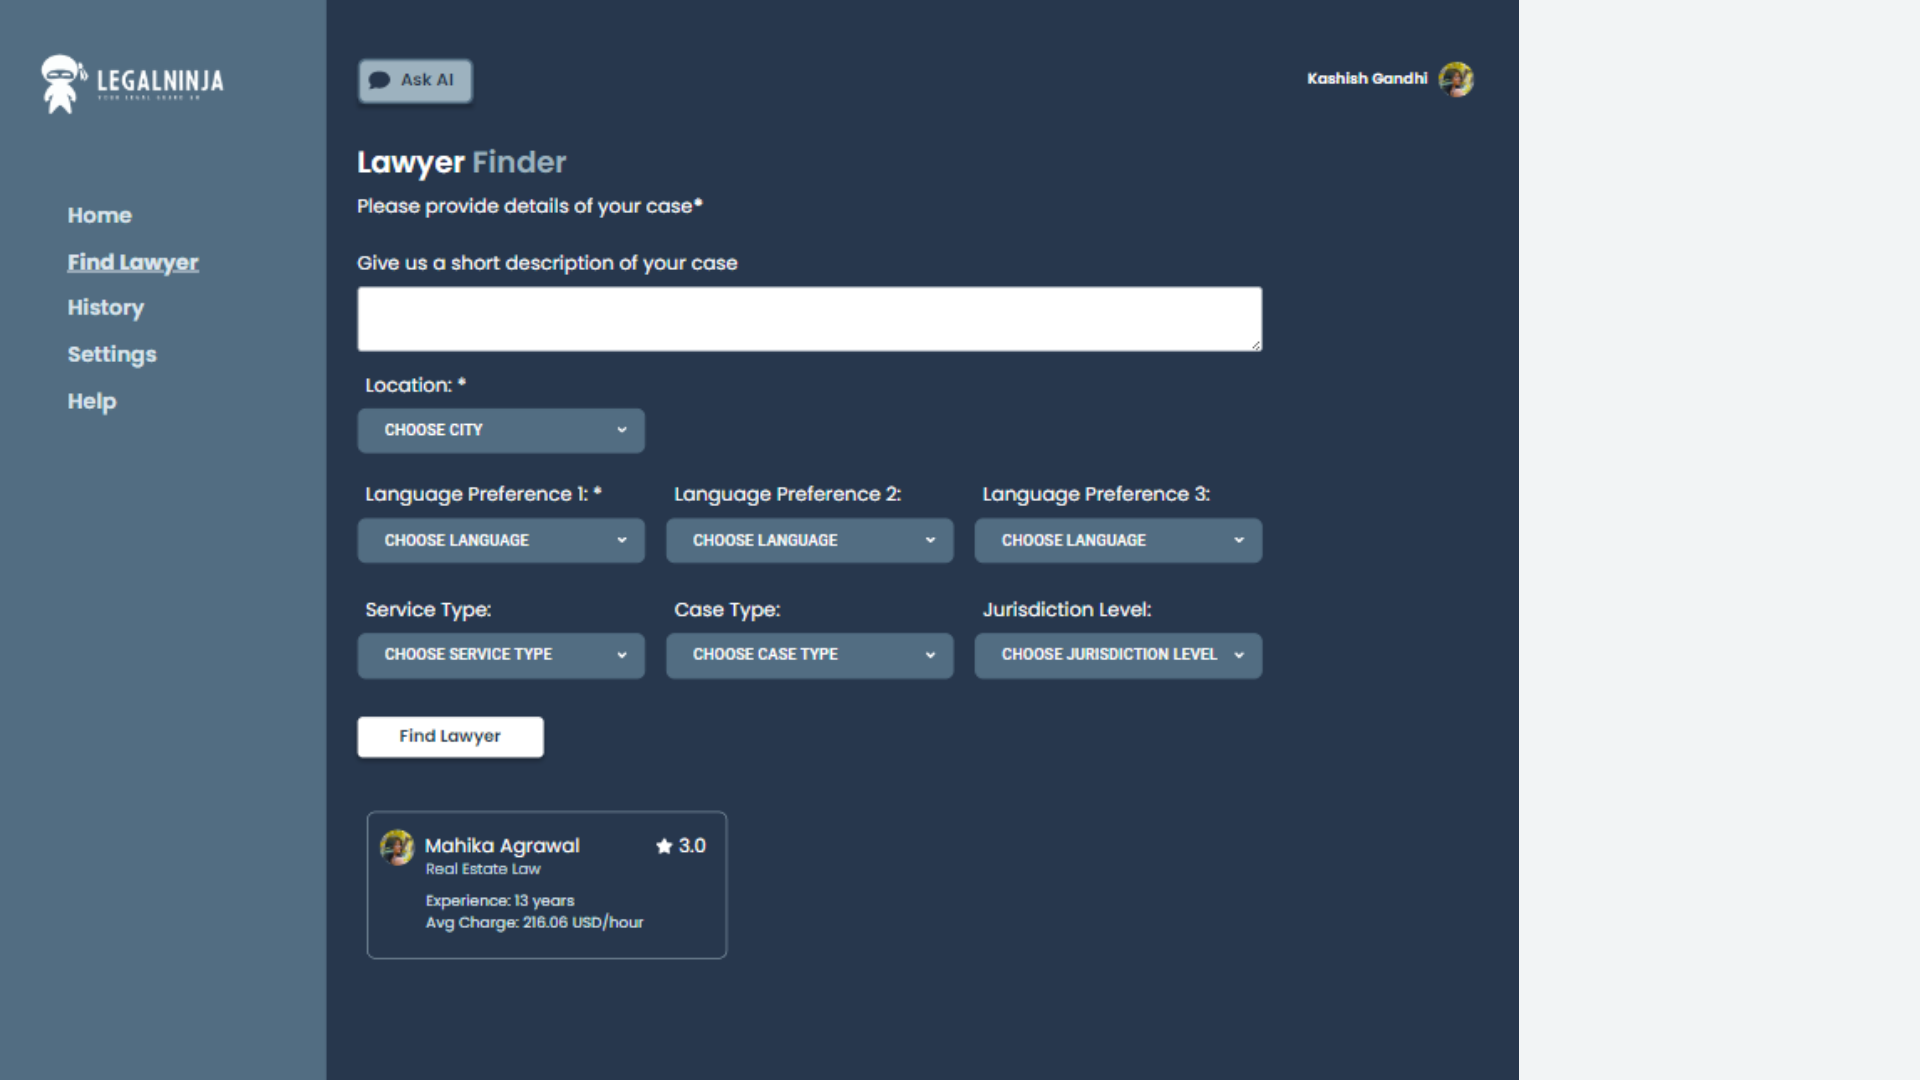 LEGALNINJA
Ask AI
Kashish Gandhi
Home
Find Lawyer
History
Settings
Help
Lawyer Finder
Please provide details of your case*
Give us a short description of your case
Location: *
CHOOSE CITY
Language Preference 1: * Language Preference 2: Language Preference 3:
CHOOSE LANGUAGE CHOOSE LANGUAGE CHOOSE LANGUAGE
Service Type: Case Type: Jurisdiction Level:
CHOOSE SERVICE TYPE CHOOSE CASE TYPE CHOOSE JURISDICTION LEVEL
Find Lawyer
Mahika Agrawal 3.0
Real Estate Law
Experience: 13 years
Avg Charge: 216.06 USD/hour